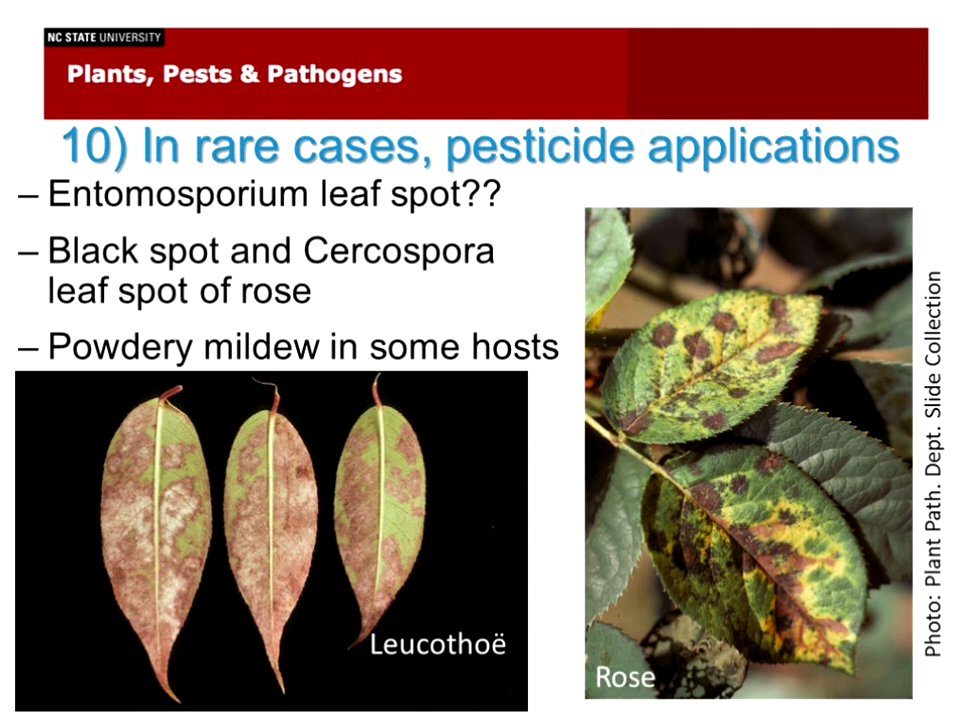 NC STATE UNIVERSITY
Plants, Pests & Pathogens
10) In rare cases, pesticide applications
– Entomosporium leaf spot??
– Black spot and Cercospora
leaf spot of rose
– Powdery mildew in some hosts
Leucothoë
Rose
Photo: Plant Path. Dept. Slide Collection